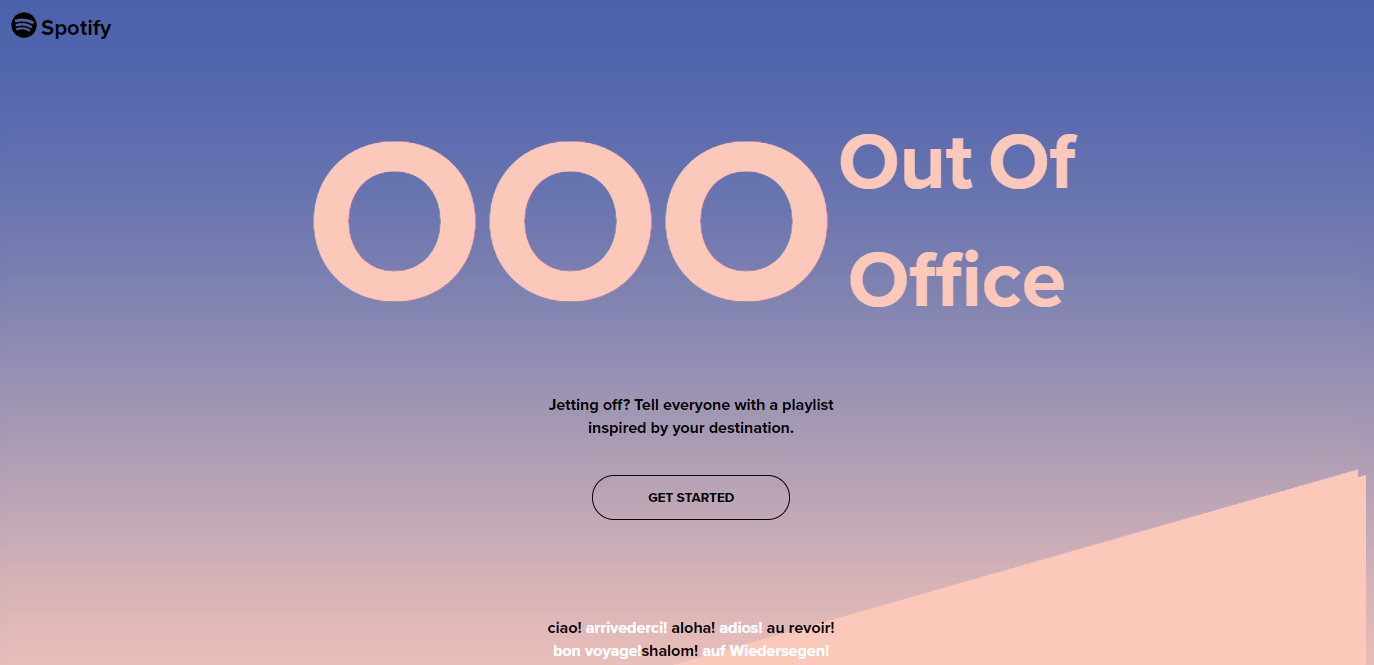 Spotify
OOO
Out Of
Office
Jetting off? Tell everyone with a playlist
inspired by your destination.
GET STARTED
ciao! arrivederci! aloha! adios! au revoir!
bon voyage!shalom! auf Wiedersegen!